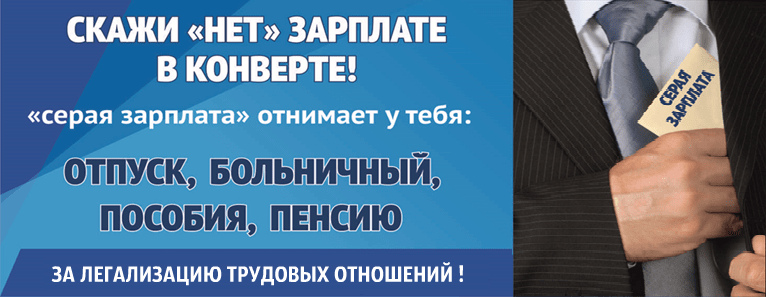 СКАЖИ «НЕТ» ЗАРПЛАТЕ
В КОНВЕРТЕ!
«серая зарплата» отнимает у тебя:
ОТПУСК, БОЛЬНИЧНЫЙ,
ПОСОБИЯ, ПЕНСИЮ
ЗА ЛЕГАЛИЗАЦИЮ ТРУДОВЫХ ОТНОШЕНИЙ !
СЕРАЯ
ЗАРПЛАТА